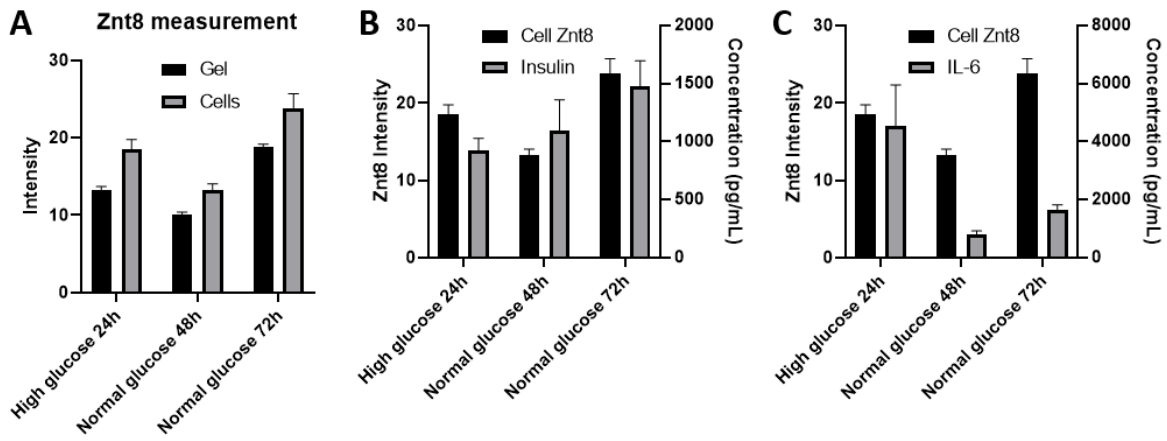 A
Znt8 measurement
Gel
Cells
30
20
10
0
Intensity
High glucose 24h
Normal glucose 48h
Normal glucose 72h
B
Cell Znt8
Insulin
30
20
10
0
Znt8 Intensity
2000
1500
1000
500
0
Concentration (pg/mL)
High glucose 24h
Normal glucose 48h
Normal glucose 72h
C
Cell Znt8
IL-6
30
20
10
0
Znt8 Intensity
8000
6000
4000
2000
0
Concentration (pg/mL)
High glucose 24h
Normal glucose 48h
Normal glucose 72h